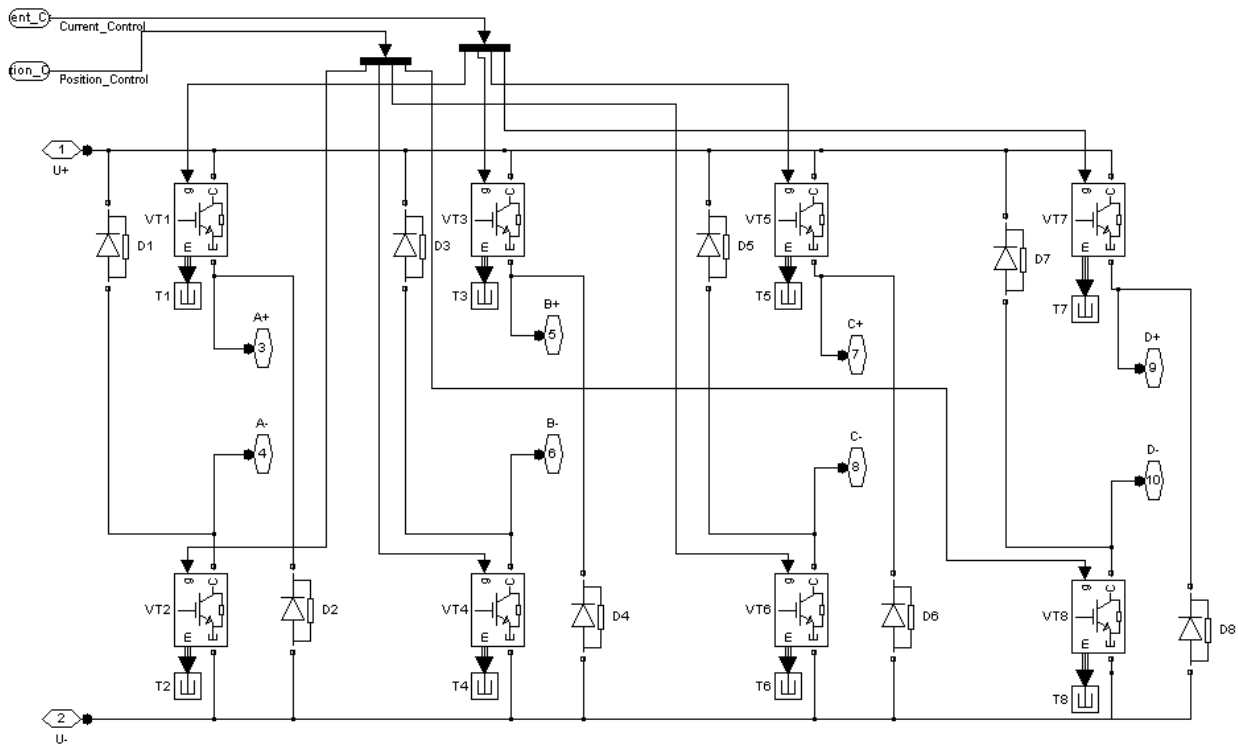 ent_C
Current_Control
tion_C
Position_Control
1
U+
g C
VT1
m E
D1
T1
A+
3
g C
VT3
m E
D3
T3
B+
5
g C
VT5
m E
D5
T5
C+
7
g C
VT7
m E
D7
T7
D+
9
A-
4
B-
6
C-
8
D-
10
g C
VT2
m E
D2
T2
g C
VT4
m E
D4
T4
g C
VT6
m E
D6
T6
g C
VT8
m E
D8
T8
2
U-